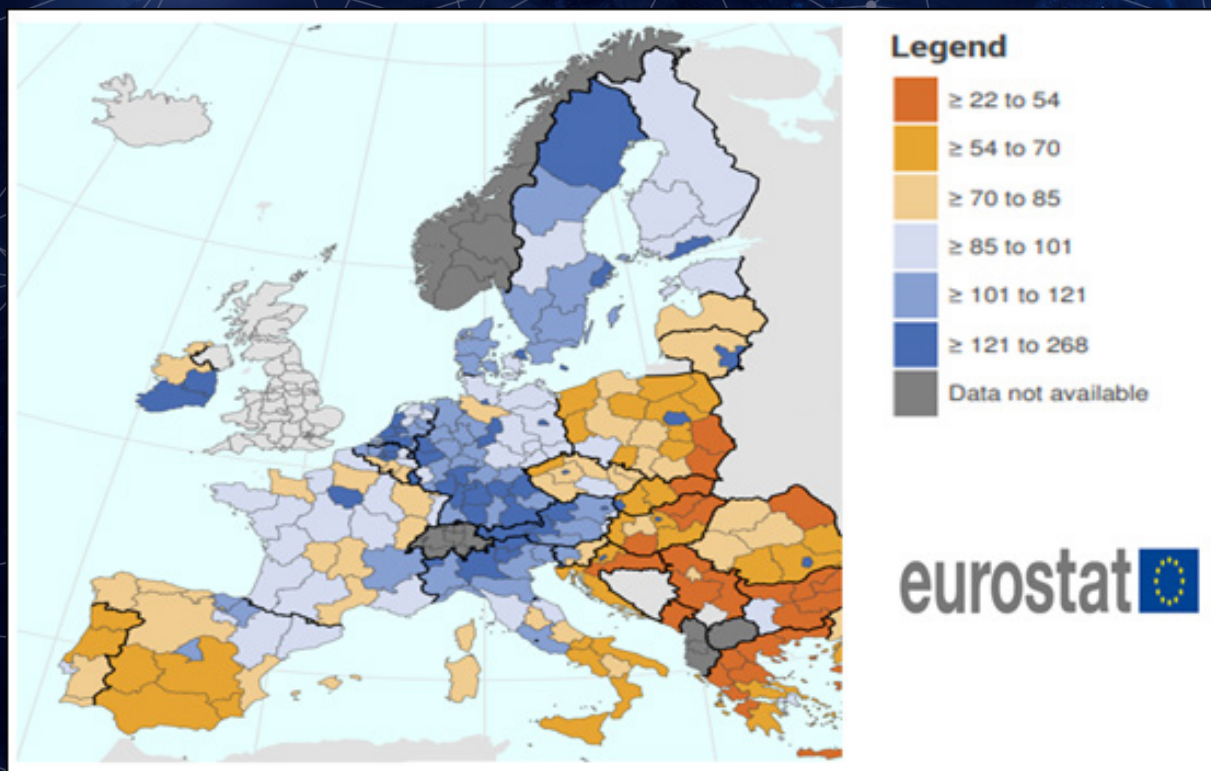 Legend
≥ 22 to 54
≥ 54 to 70
≥ 70 to 85
≥ 85 to 101
≥ 101 to 121
≥ 121 to 268
Data not available
eurostat